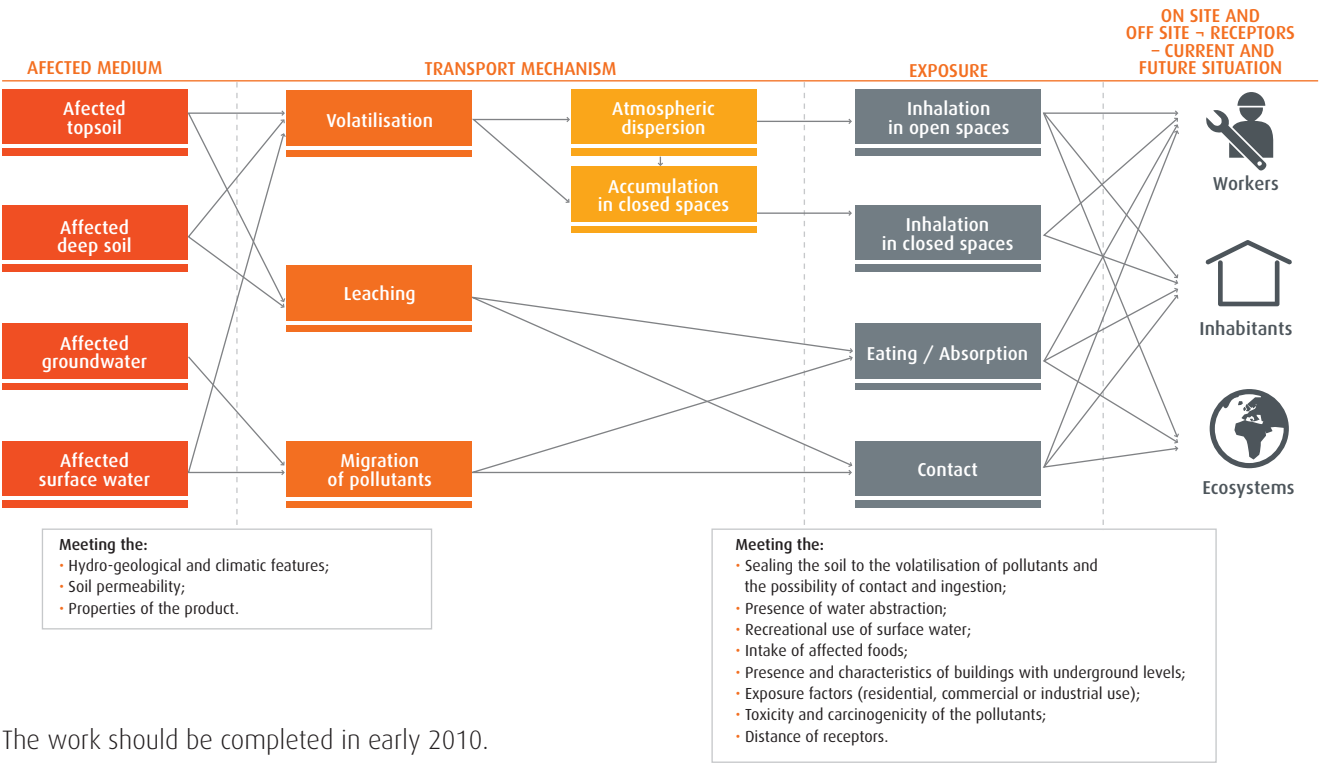 AFECTED MEDIUM
TRANSPORT MECHANISM
EXPOSURE
ON SITE AND
OFF SITE ¬ RECEPTORS
– CURRENT AND
FUTURE SITUATION
Afected
topsoil
Volatilisation
Atmospheric
dispersion
Inhalation
in open spaces
Workers
Accumulation
in closed spaces
Affected
deep soil
Inhalation
in closed spaces
Leaching
Inhabitants
Affected
groundwater
Eating / Absorption
Affected
surface water
Migration
of pollutants
Contact
Ecosystems
Meeting the:
• Hydro-geological and climatic features;
• Soil permeability;
• Properties of the product.
Meeting the:
• Sealing the soil to the volatilisation of pollutants and
the possibility of contact and ingestion;
• Presence of water abstraction;
• Recreational use of surface water;
• Intake of affected foods;
• Presence and characteristics of buildings with underground levels;
• Exposure factors (residential, commercial or industrial use);
• Toxicity and carcinogenicity of the pollutants;
• Distance of receptors.
The work should be completed in early 2010.